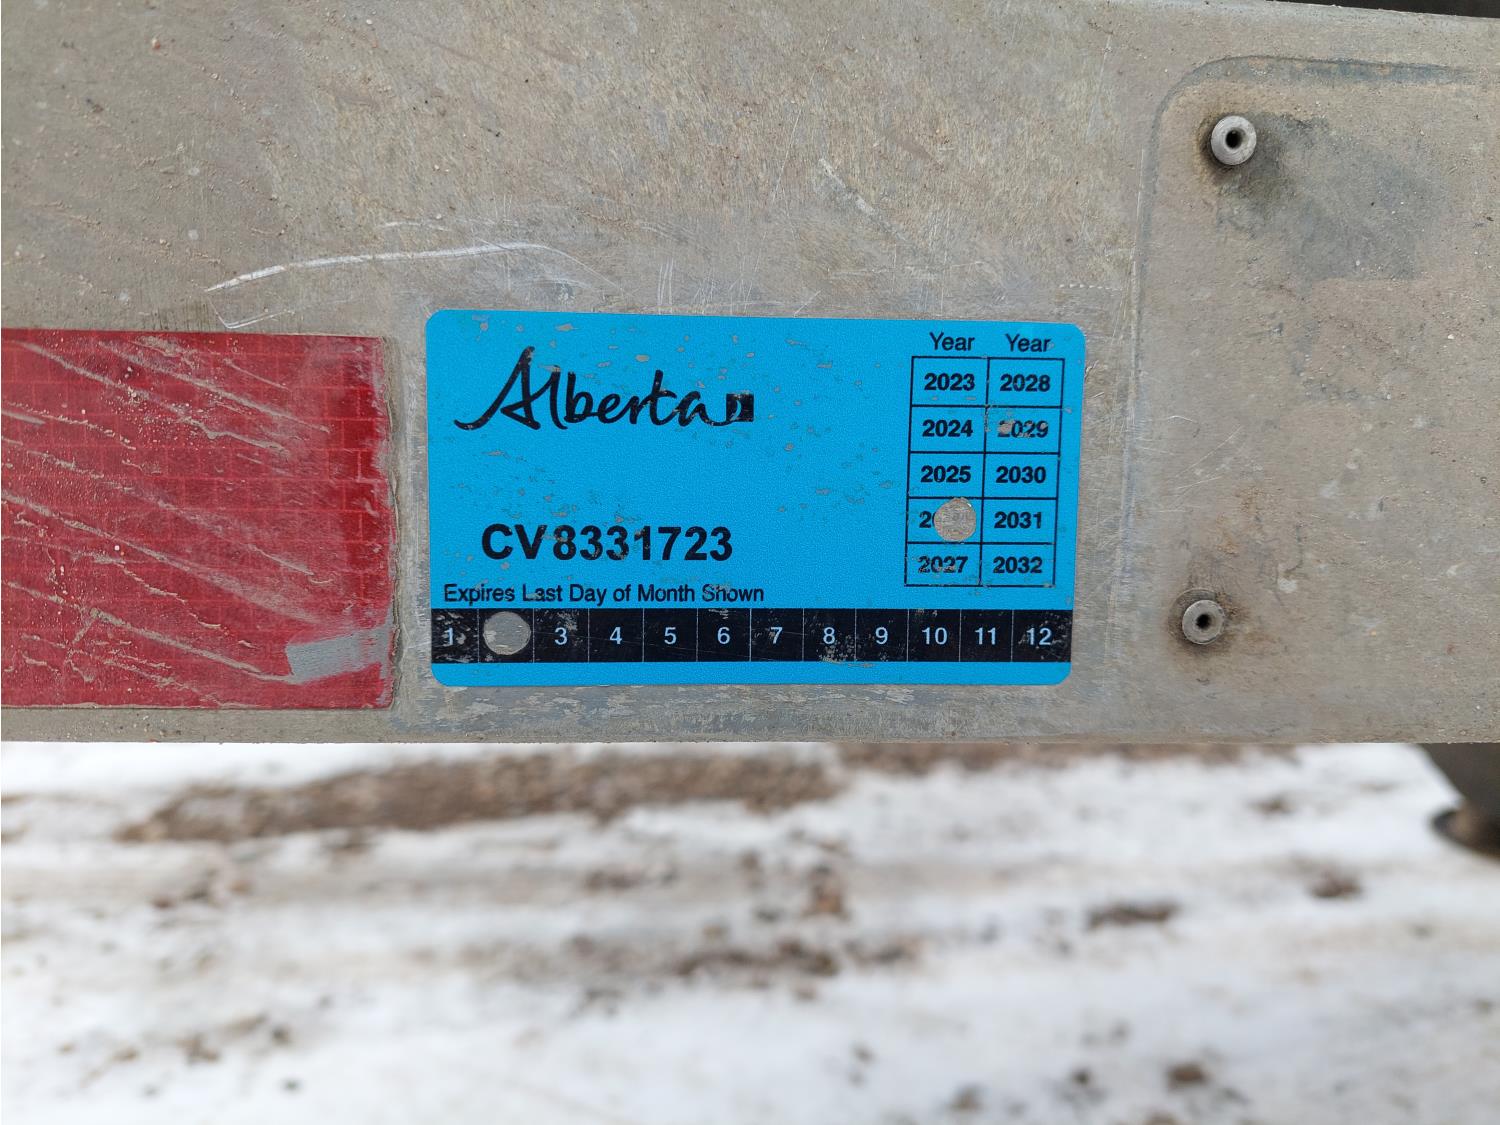 Alberta
Year Year
2023 2028
2024 2029
2025 2030
2031
2027 2032
CV8331723
Expires Last Day of Month Shown
1 3 4 5 6 7 8 9 10 11 12